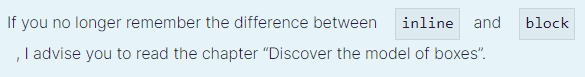 If you no longer remember the difference between inline and block
, I advise you to read the chapter “Discover the model of boxes”.